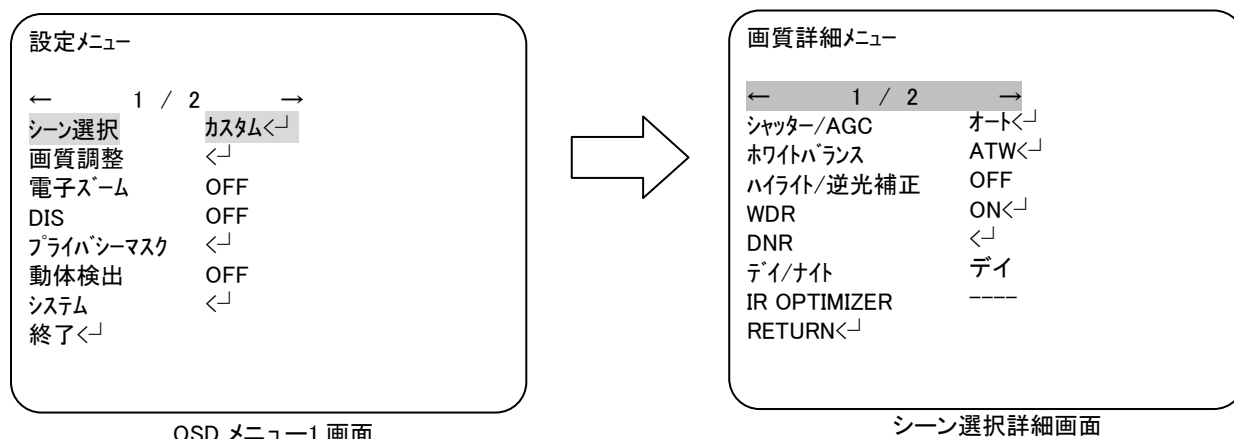 設定ﾒﾆｭｰ
← 1 / 2 →
ｼｰﾝ選択 ｶｽﾀﾑ<┘
画質調整 <┘
電子ｽﾞｰﾑ OFF
DIS OFF
ﾌﾟﾗｲﾊﾞｼｰﾏｽｸ <┘
動体検出 OFF
ｼｽﾃﾑ <┘
終了<┘
OSD メニュー1 画面
画質詳細ﾒﾆｭｰ
← 1 / 2 →
ｼｬｯﾀｰ/AGC ｵｰﾄ<┘
ﾎﾜｲﾄﾊﾞﾗﾝｽ ATW<┘
ﾊｲﾗｲﾄ/逆光補正 OFF
WDR ON<┘
DNR <┘
ﾃﾞｲ/ﾅｲﾄ デイ
IR OPTIMIZER ----
RETURN<┘
シーン選択詳細画面